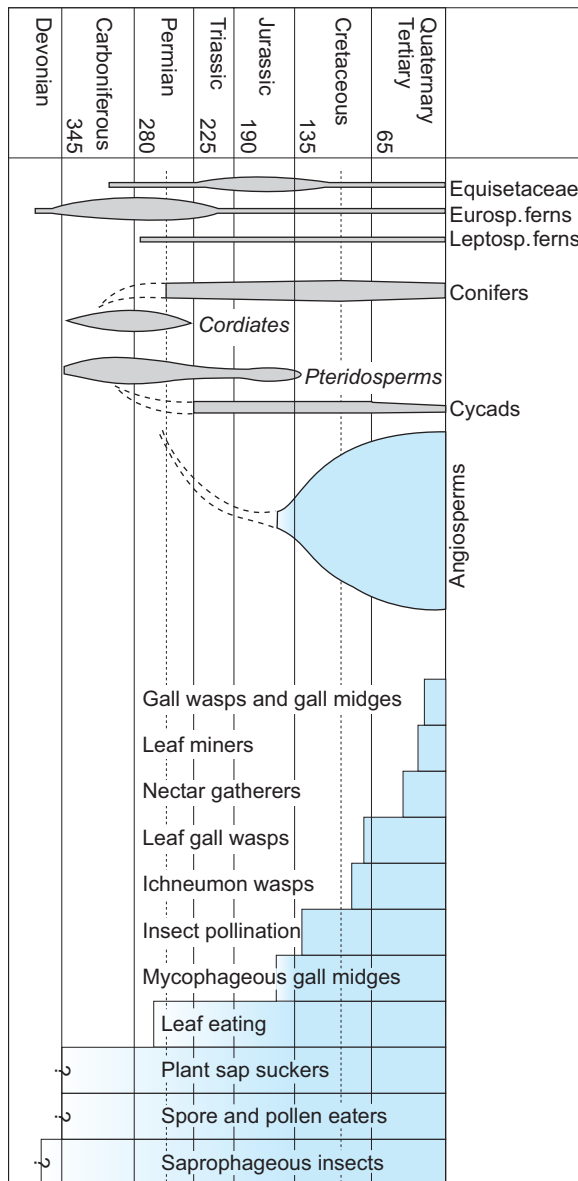 Devonian
Carboniferous
Permian
Triassic
Jurassic
Cretaceous
Tertiary
Quaternary
345
280
225
190
135
65
Equisetaceae
Eurosp. ferns
Leptosp. ferns
Conifers
Cordiates
Pteridosperms
Cycads
Angiosperms
Gall wasps and gall midges
Leaf miners
Nectar gatherers
Leaf gall wasps
Ichneumon wasps
Insect pollination
Mycophageous gall midges
Leaf eating
? Plant sap suckers
? Spore and pollen eaters
? Saprophageous insects